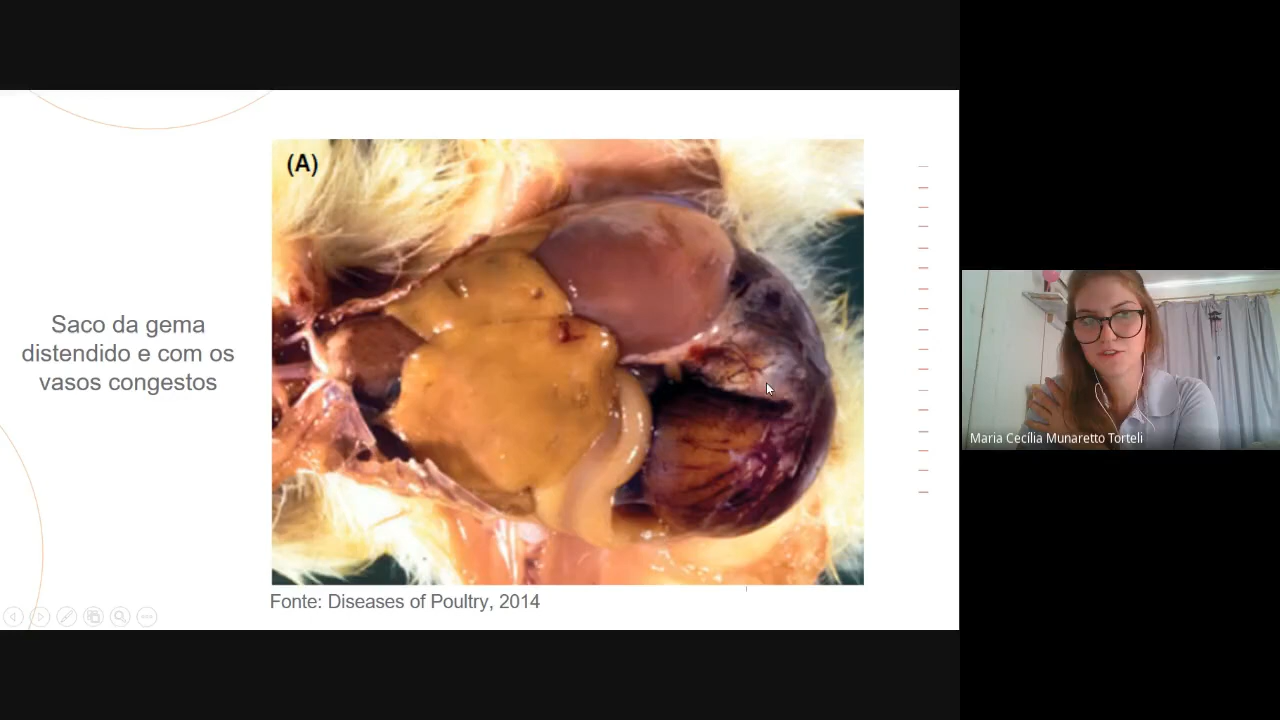 (A)
Saco da gema
distendido e com os
vasos congestos
Fonte: Diseases of Poultry, 2014
Maria Cecília Munaretto Torteli